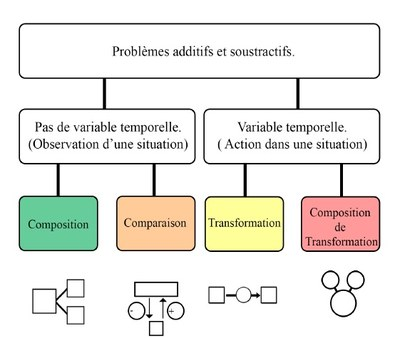 Problèmes additifs et soustractifs.
Pas de variable temporelle.
(Observation d'une situation)
Variable temporelle.
( Action dans une situation)
Composition
Comparaison
Transformation
Composition
de
Transformation
-
+